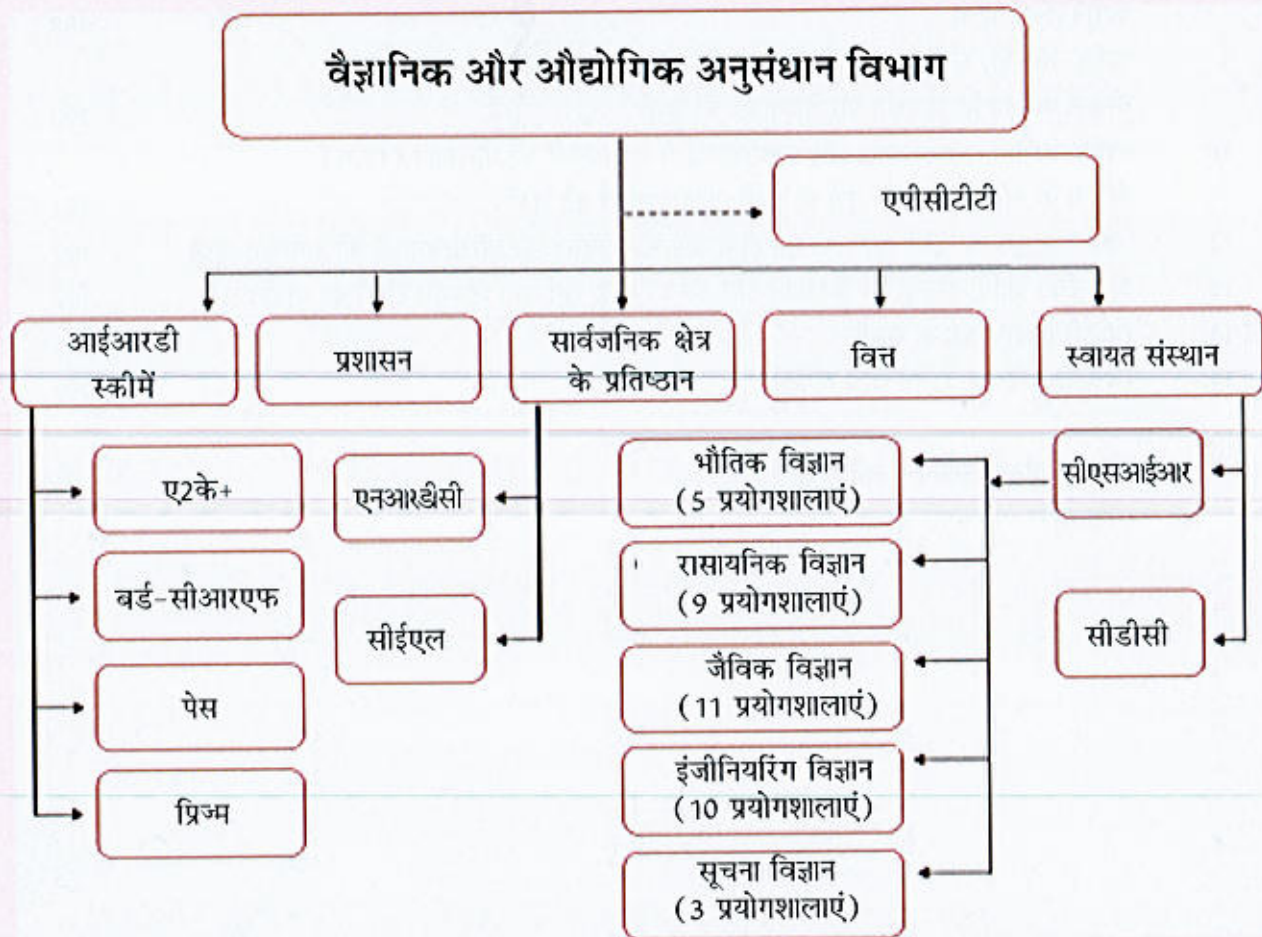 वैज्ञानिक और औद्योगिक अनुसंधान विभाग
एपीसीटीटी
आईआरडी
स्कीमें
प्रशासन
सार्वजनिक क्षेत्र
के प्रतिष्ठान
वित्त
स्वायत संस्थान
ए2के+
बर्ड-सीआरएफ
पेस
प्रिज्म
एनआरडीसी
सीईएल
भौतिक विज्ञान
(5 प्रयोगशालाएं)
रासायनिक विज्ञान
(9 प्रयोगशालाएं)
जैविक विज्ञान
(11 प्रयोगशालाएं)
इंजीनियरिंग विज्ञान
(10 प्रयोगशालाएं)
सूचना विज्ञान
(3 प्रयोगशालाएं)
सीएसआईआर
सीडीसी